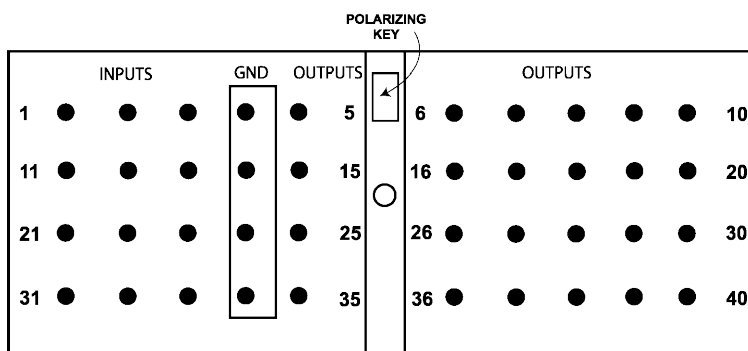 POLARIZING
KEY
INPUTS GND OUTPUTS OUTPUTS
1 5 6 10
11 15 16 20
21 25 26 30
31 35 36 40